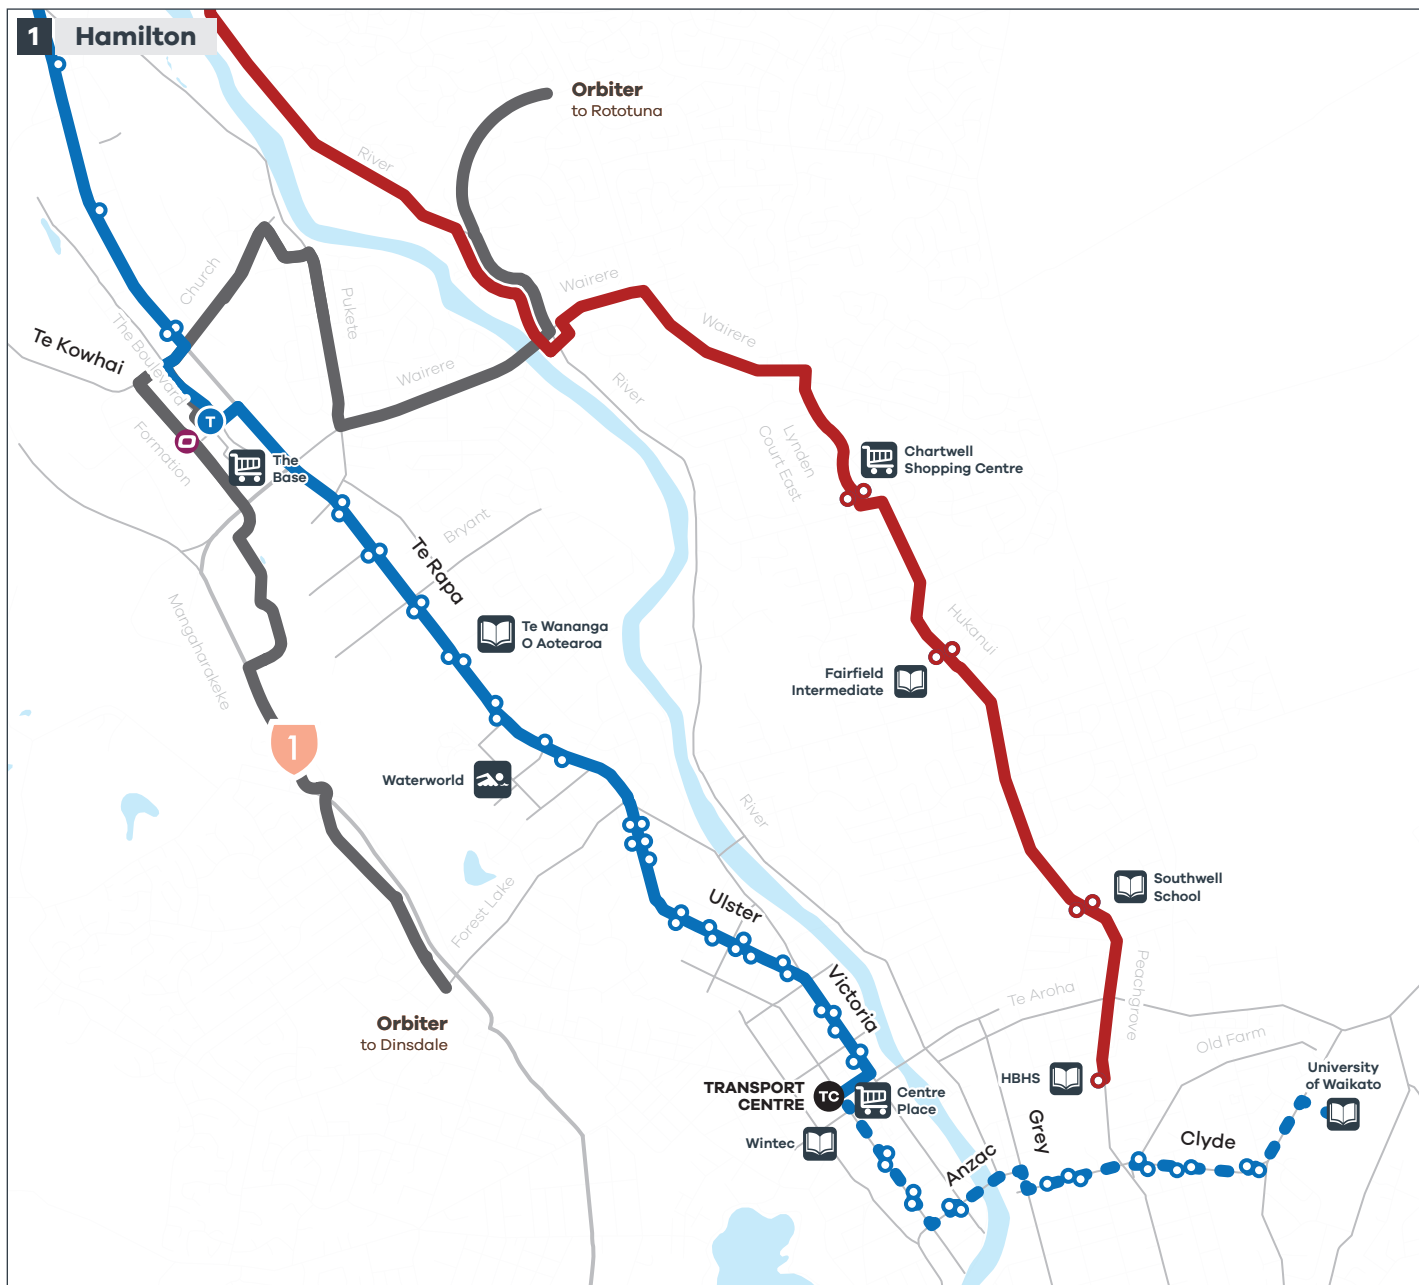 1 Hamilton
Orbiter
to Rototuna
River
Wairere
Church
Pukete
The Boulevard
Te Kowhai
Wairere
Wairere
River
T
Formation
The
Base
Lynden
Court East
Chartwell
Shopping Centre
Bryant
Te Rapa
Mangaharakeke
Te Wananga
O Aotearoa
Hukanui
Fairfield
Intermediate
1
Waterworld
River
Forest Lake
Ulster
Southwell
School
Victoria
Peachgrove
Te Aroha
Orbiter
to Dinsdale
Old Farm
HBHS
University
of Waikato
TRANSPORT
CENTRE
TC
Centre
Place
Wintec
Grey
Clyde
Anzac